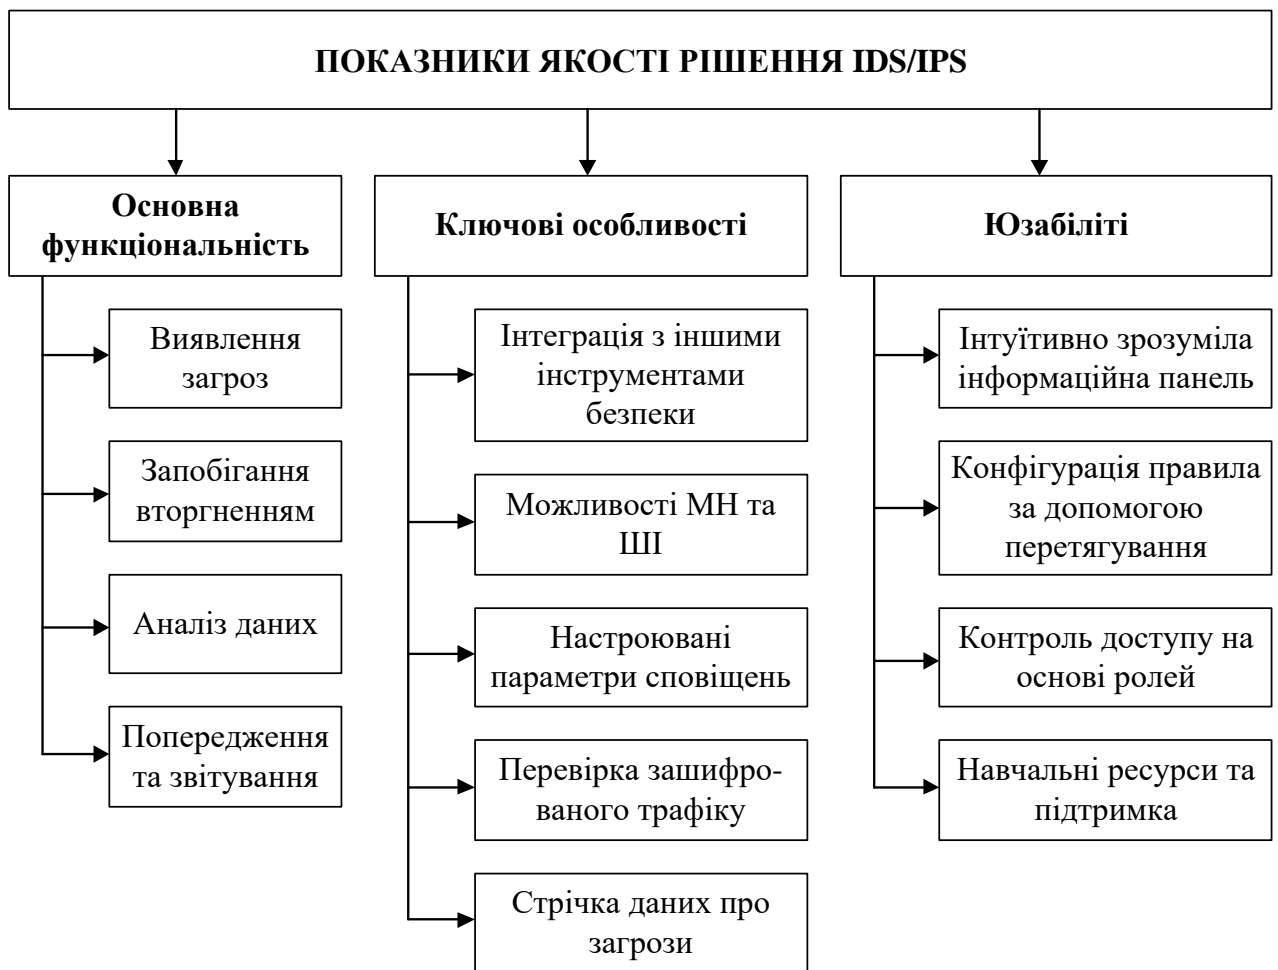 ПОКАЗНИКИ ЯКОСТІ РІШЕННЯ IDS/IPS
Основна
функціональність
Виявлення
загроз
Запобігання
вторгненням
Аналіз даних
Попередження
та звітування
Ключові особливості
Інтеграція з іншими
інструментами
безпеки
Можливості МН та
ШІ
Настроювані
параметри сповіщень
Перевірка зашифро-
ваного трафіку
Стрічка даних про
загрози
Юзабіліті
Інтуїтивно зрозуміла
інформаційна панель
Конфігурація правила
за допомогою
перетягування
Контроль доступу на
основі ролей
Навчальні ресурси та
підтримка